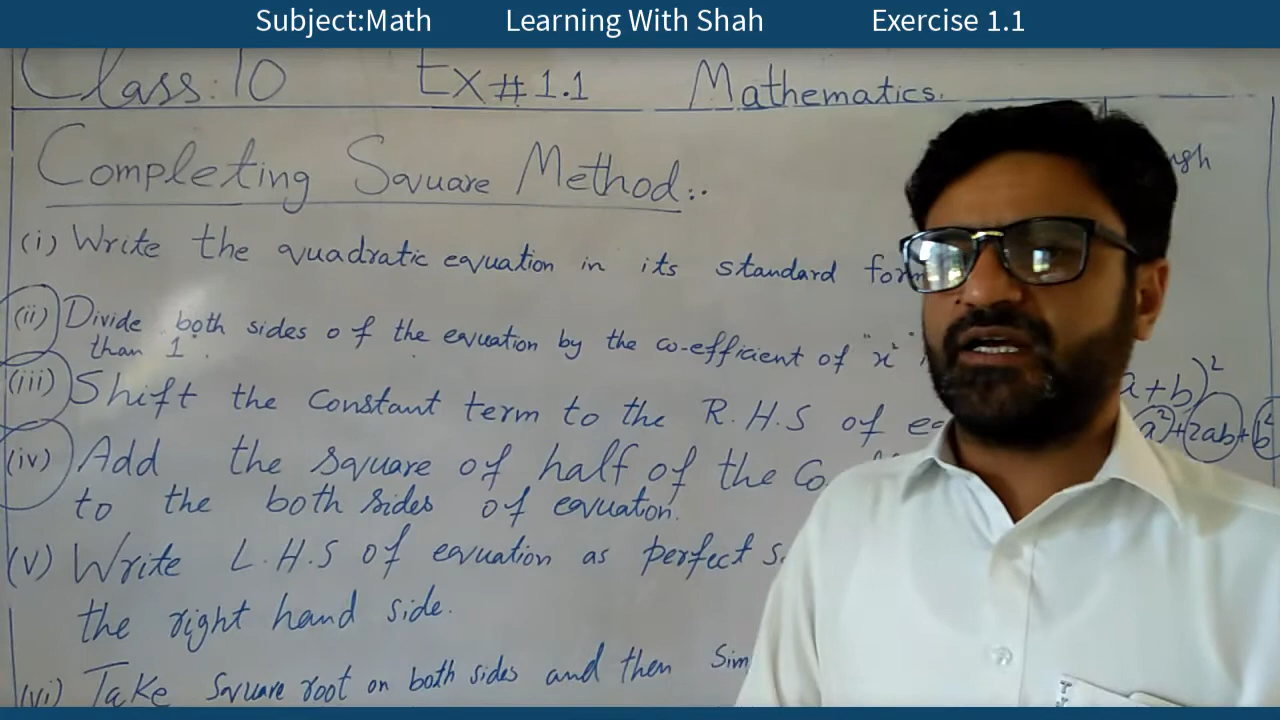 Subject:Math Learning With Shah Exercise 1.1
Class:10 Ex#1.1 Mathematics.
Completing Square Method:.
(i) Write the quadratic equation in its standard form
(ii) Divide both sides of the equation by the co-efficient of "x²"
than 1.
(iii) Shift the constant term to the R.H.S of
a+b)²
a²+2ab+b²
(iv) Add the square of half of the
to the both sides of equation.
(v) Write L.H.S of equation as perfect
the right hand side.
(vi) Take Square root on both sides and then